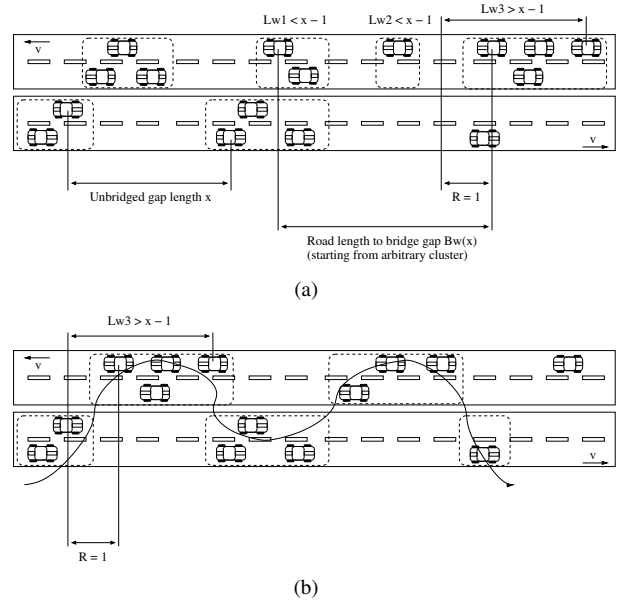 Lw1 < x − 1
Lw2 < x − 1
Lw3 > x − 1
v
v
Unbridged gap length x
R = 1
Road length to bridge gap Bw(x)
(starting from arbitrary cluster)
(a)
Lw3 > x − 1
v
v
R = 1
(b)